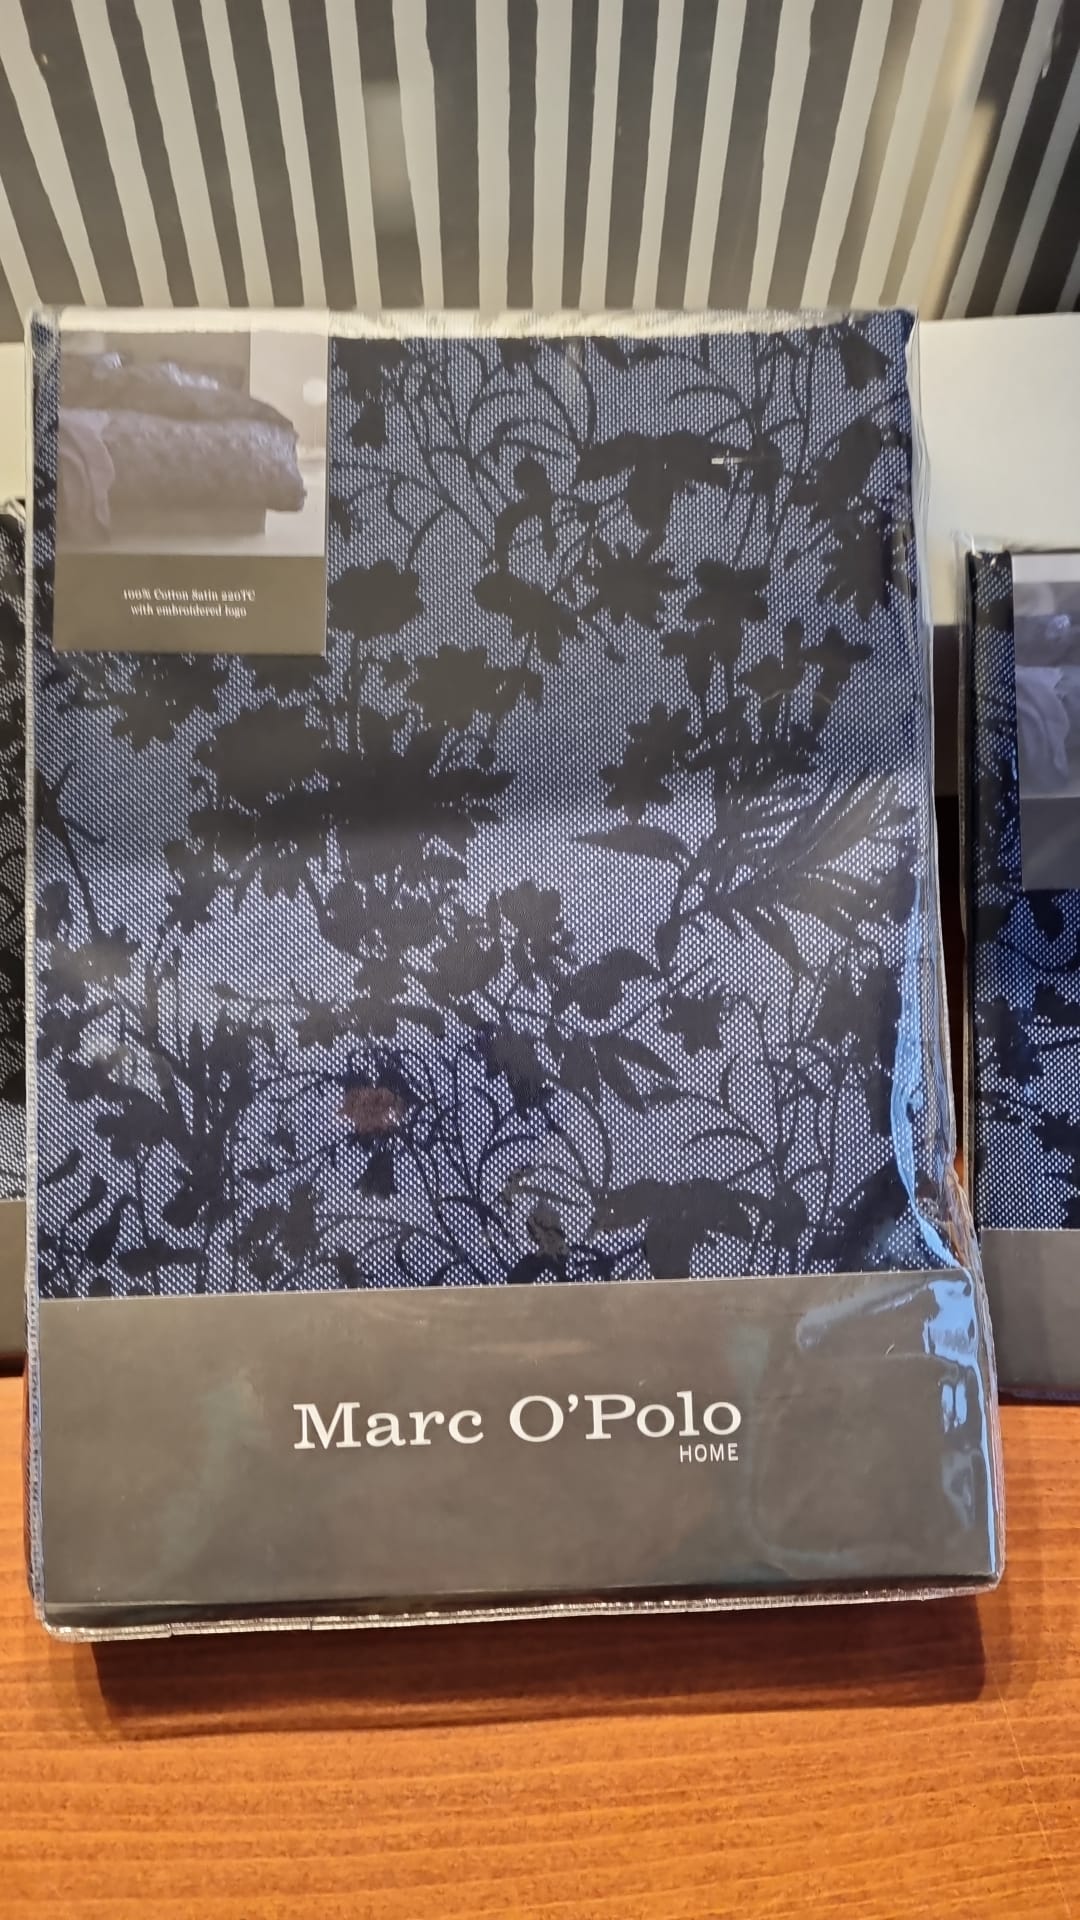 100% Cotton Satin 220TC
with embroidered logo
Marc O'Polo
HOME